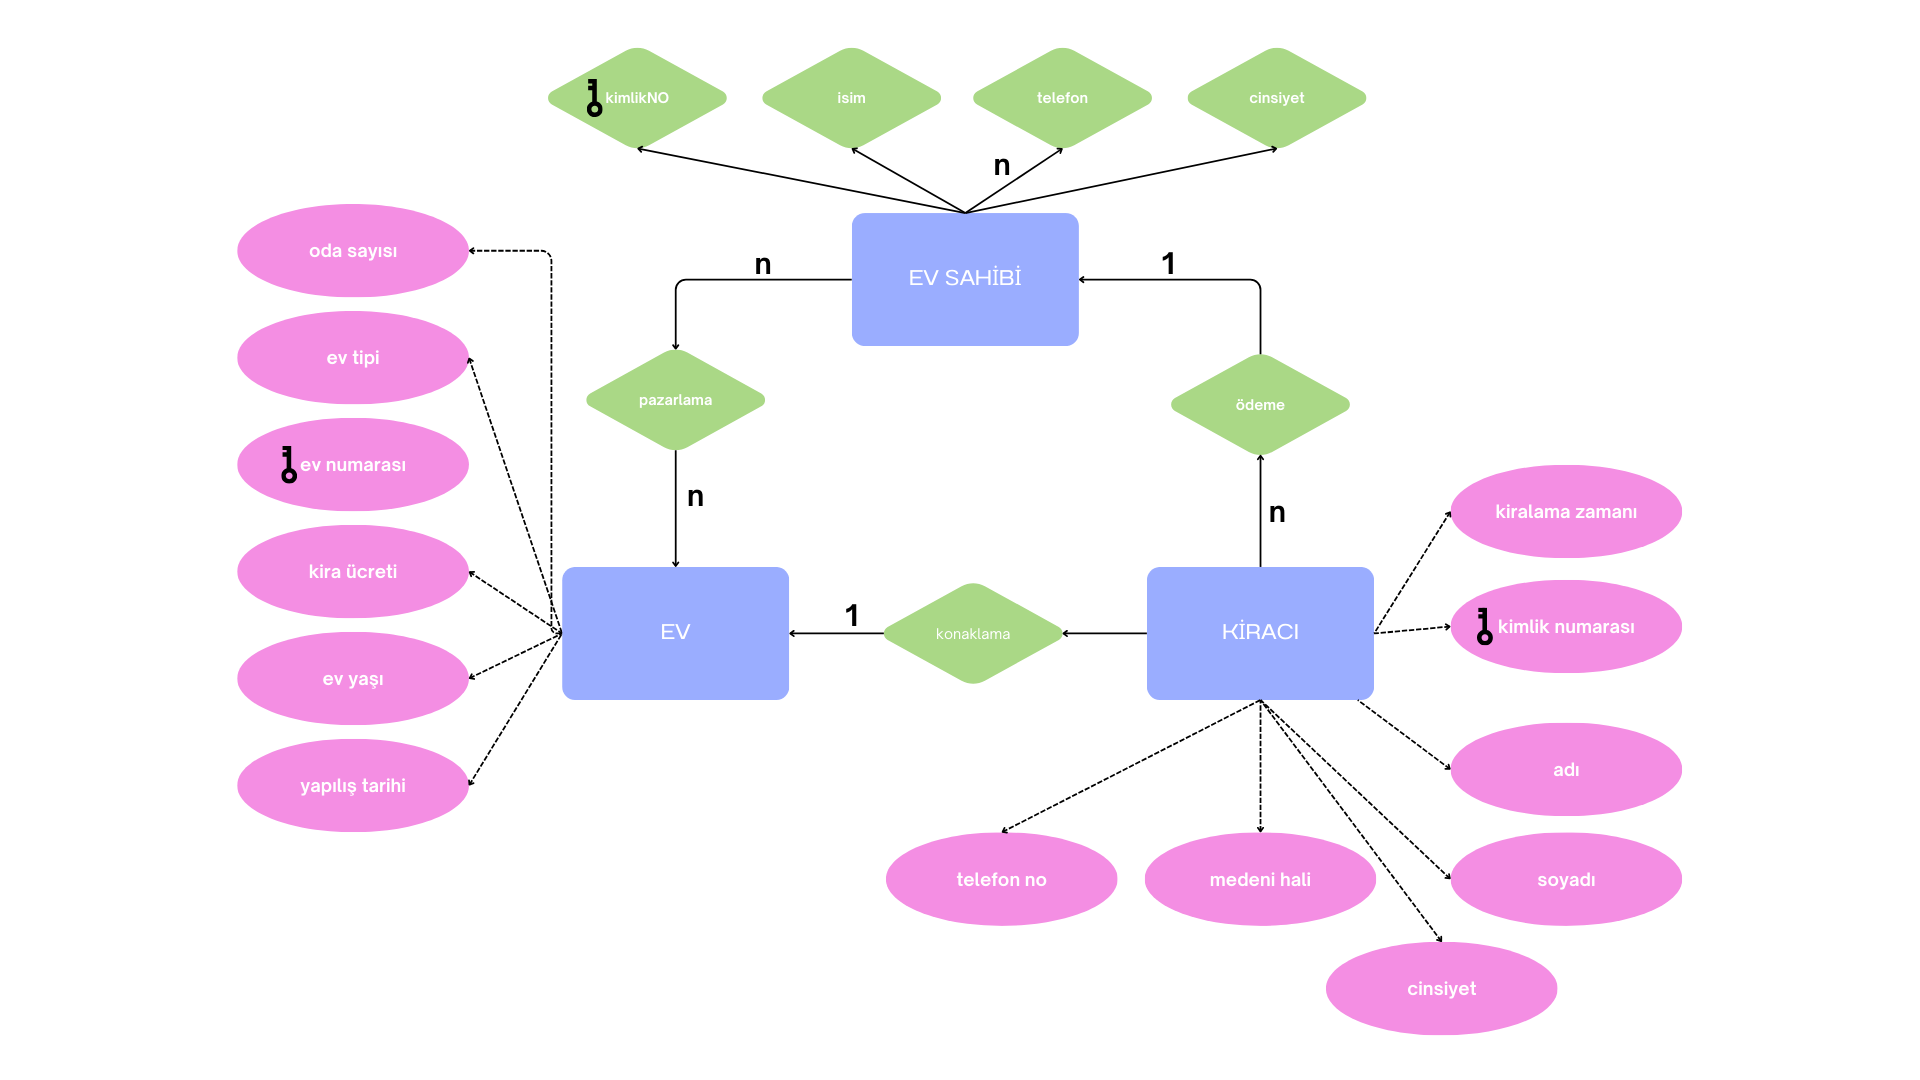 kimlikNO
isim
telefon
cinsiyet
n
n
EV SAHİBİ
1
oda sayısı
ev tipi
pazarlama
ödeme
ev numarası
n
n
kiralama zamanı
kira ücreti
EV
1
konaklama
KİRACI
kimlik numarası
ev yaşı
yapılış tarihi
adı
telefon no
medeni hali
soyadı
cinsiyet